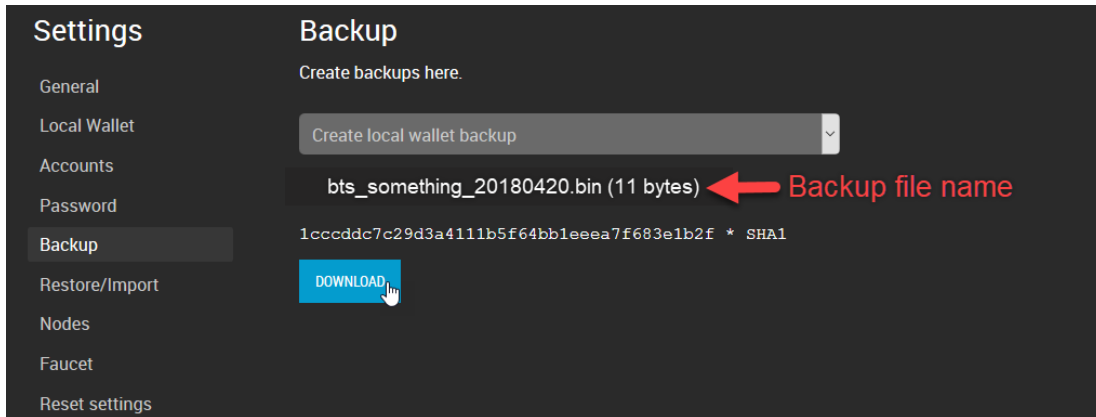 Settings
General
Local Wallet
Accounts
Password
Backup
Restore/Import
Nodes
Faucet
Reset settings
Backup
Create backups here.
Create local wallet backup
bts_something_20180420.bin (11 bytes)
Backup file name
1cccddc7c29d3a4111b5f64bb1eeea7f683e1b2f * SHA1
DOWNLOAD